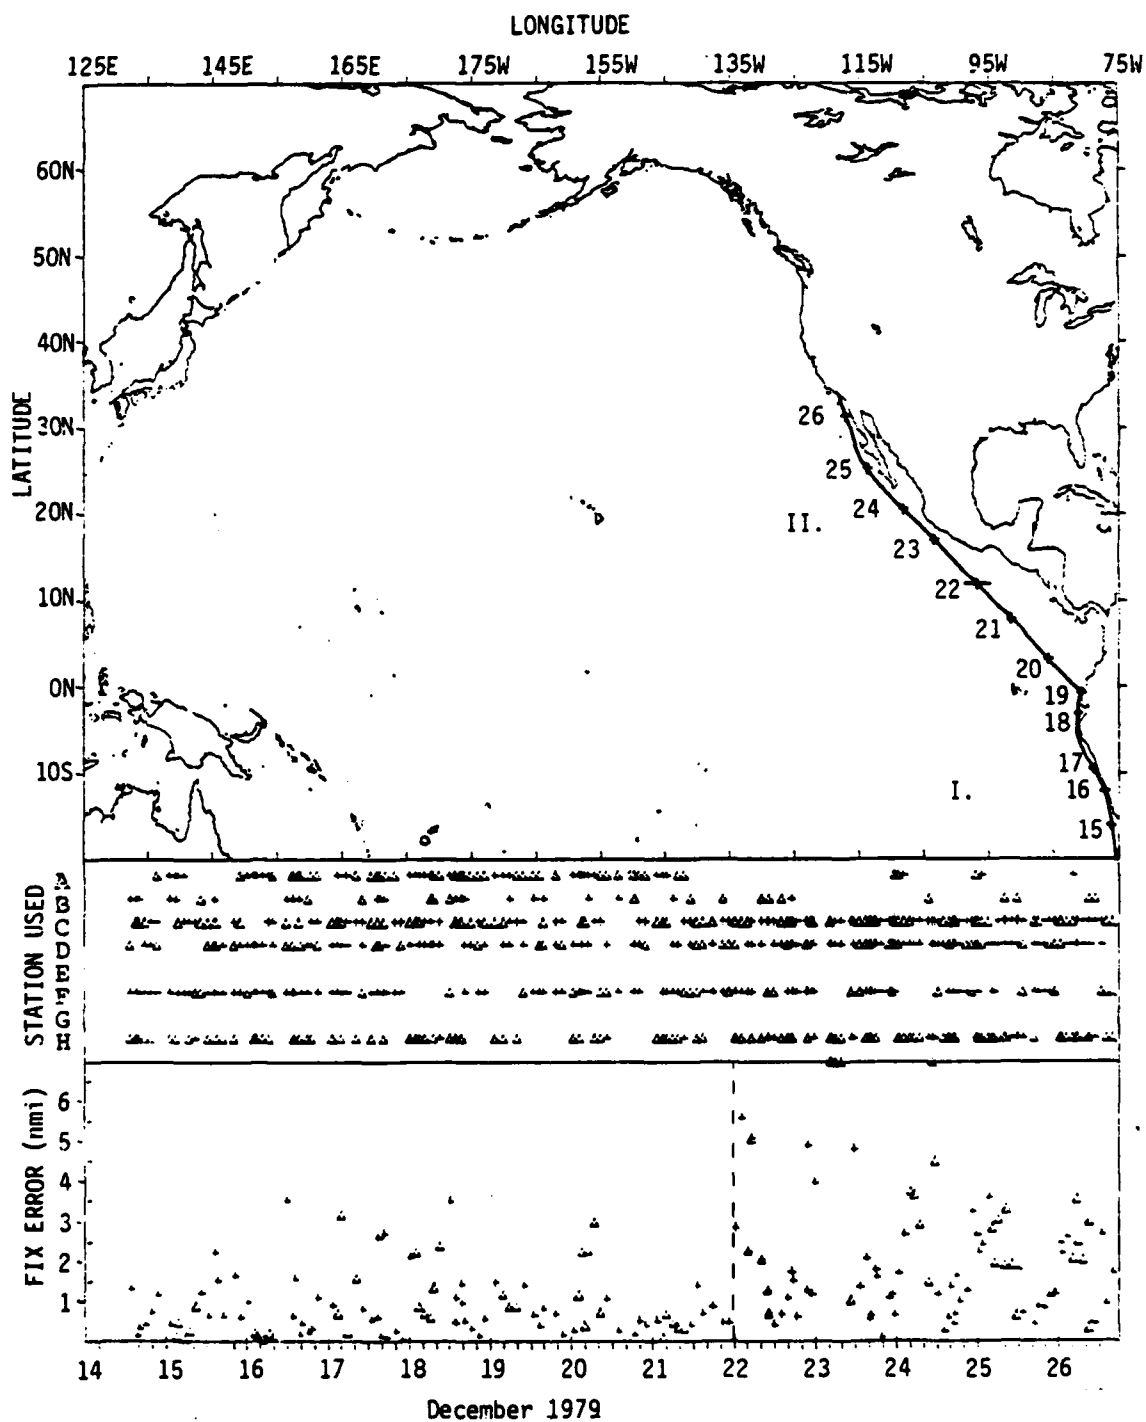 LONGITUDE
125E 145E 165E 175W 155W 135W 115W 95W 75W
LATITUDE
60N
50N
40N
30N
20N
10N
0N
10S
26
25
24
II.
23
22
21
20
19
18
17
I.
16
15
STATION USED
A
B
C
D
E
F
G
H
FIX ERROR (nmi)
6
5
4
3
2
1
14 15 16 17 18 19 20 21 22 23 24 25 26
December 1979